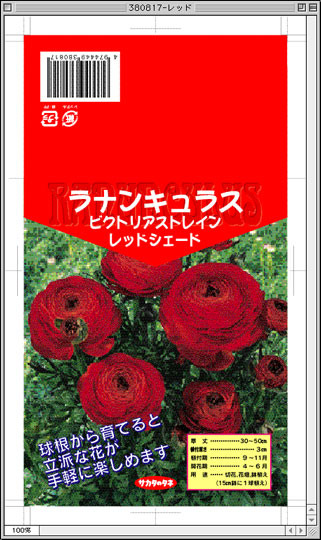 380817-レッド
4 974449 380817
RANUNCULUS
ラナンキュラス
ビクトリアストレイン
レッドシェード
球根から育てると
立派な花が
手軽に楽しめます
草丈………………30〜50cm
植付期………………9〜11月
開花期………………4〜6月
用途……切花、花壇、鉢植え
(15cm鉢に1球植え)
サカタのタネ
100%